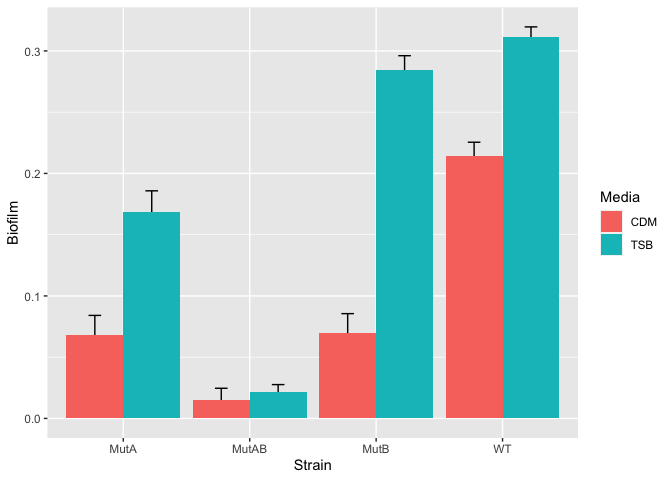 Biofilm
0.3
0.2
0.1
0.0
MutA
MutAB
MutB
WT
Strain
Media
CDM
TSB